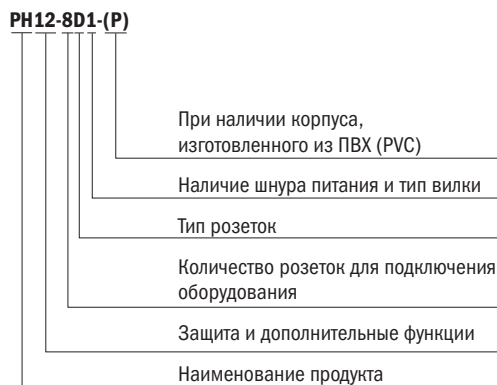 PH12-8D1-(P)
При наличии корпуса,
изготовленного из ПВХ (PVC)
Наличие шнура питания и тип вилки
Тип розеток
Количество розеток для подключения
оборудования
Защита и дополнительные функции
Наименование продукта